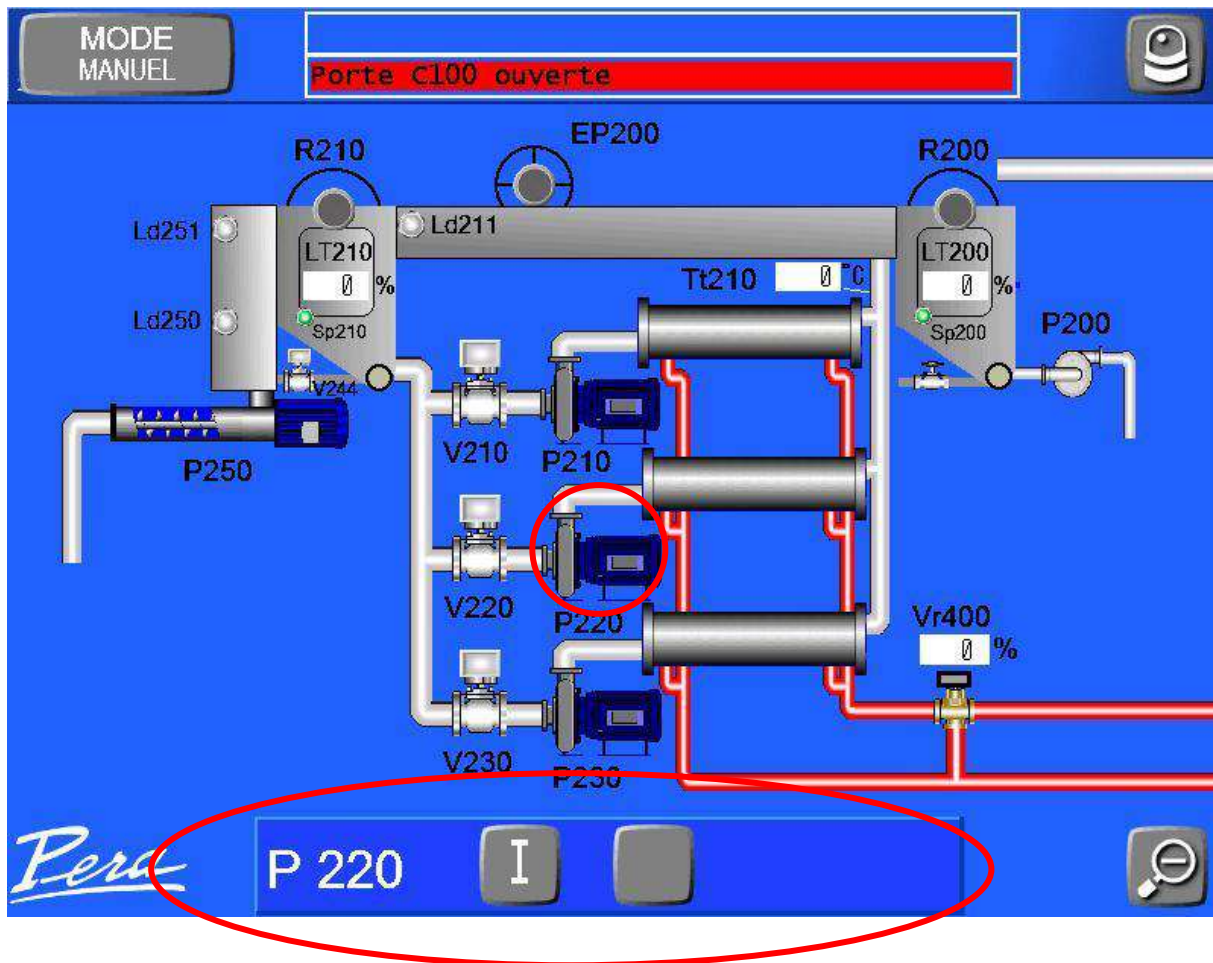 MODE
MANUEL
Porte C100 ouverte
EP200
R210
R200
Ld251
Ld211
LT210
0 %
LT200
0 %
Tt210 0 °C
Ld250
Sp210
Sp200
P200
V244
V210
P210
P250
V220
P220
Vr400
0 %
V230
P230
Pera
P 220
I